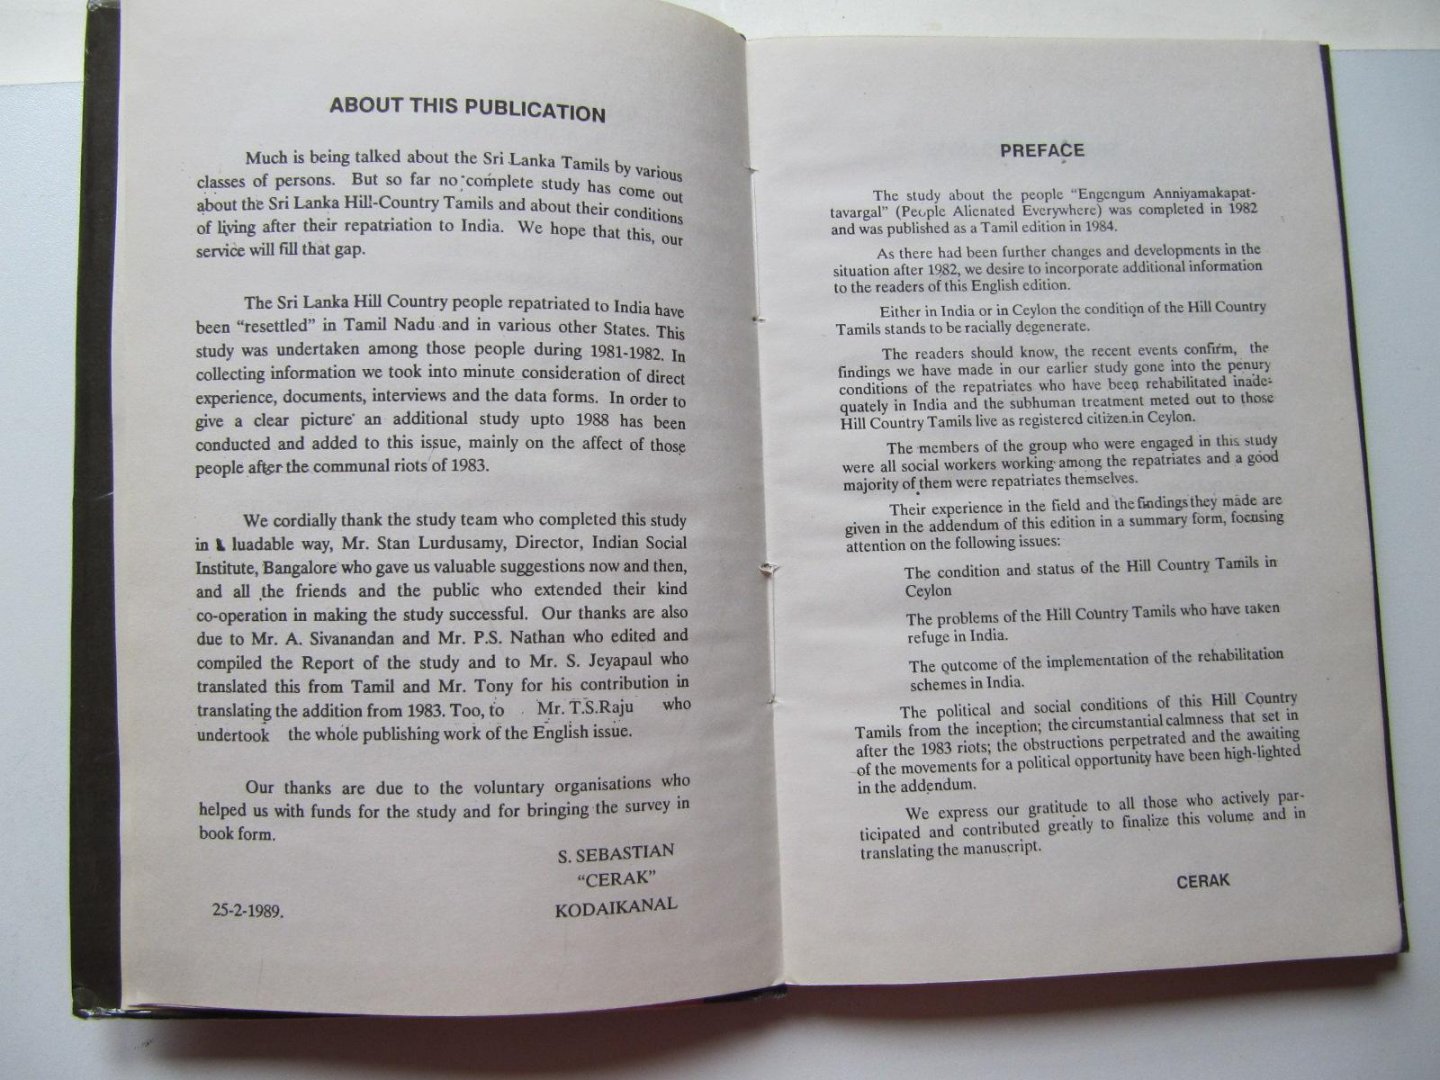 ABOUT THIS PUBLICATION
Much is being talked about the Sri Lanka Tamils by various
classes of persons. But so far no complete study has come out
about the Sri Lanka Hill-Country Tamils and about their conditions
of living after their repatriation to India. We hope that this, our
service will fill that gap.
The Sri Lanka Hill Country people repatriated to India have
been “resettled” in Tamil Nadu and in various other States. This
study was undertaken among those people during 1981-1982. In
collecting information we took into minute consideration of direct
experience, documents, interviews and the data forms. In order to
give a clear picture an additional study upto 1988 has been
conducted and added to this issue, mainly on the affect of those
people after the communal riots of 1983.
We cordially thank the study team who completed this study
in luadable way, Mr. Stan Lurdusamy, Director, Indian Social
Institute, Bangalore who gave us valuable suggestions now and then,
and all the friends and the public who extended their kind
co-operation in making the study successful. Our thanks are also
due to Mr. A. Sivanandan and Mr. P.S. Nathan who edited and
compiled the Report of the study and to Mr. S. Jeyapaul who
translated this from Tamil and Mr. Tony for his contribution in
translating the addition from 1983. Too, to Mr. T.S.Raju who
undertook the whole publishing work of the English issue.
Our thanks are due to the voluntary organisations who
helped us with funds for the study and for bringing the survey in
book form.
S. SEBASTIAN
“CERAK”
25-2-1989. KODAIKANAL
PREFACE
The study about the people “Engengum Anniyamakapat-
tavargal” (People Alienated Everywhere) was completed in 1982
and was published as a Tamil edition in 1984.
As there had been further changes and developments in the
situation after 1982, we desire to incorporate additional information
to the readers of this English edition.
Either in India or in Ceylon the condition of the Hill Country
Tamils stands to be racially degenerate.
The readers should know, the recent events confirm, the
findings we have made in our earlier study gone into the penury
conditions of the repatriates who have been rehabilitated inade-
quately in India and the subhuman treatment meted out to those
Hill Country Tamils live as registered citizen.in Ceylon.
The members of the group who were engaged in this study
were all social workers working among the repatriates and a good
majority of them were repatriates themselves.
Their experience in the field and the findings they made are
given in the addendum of this edition in a summary form, focusing
attention on the following issues:
The condition and status of the Hill Country Tamils in
Ceylon
The problems of the Hill Country Tamils who have taken
refuge in India.
The outcome of the implementation of the rehabilitation
schemes in India.
The political and social conditions of this Hill Country
Tamils from the inception; the circumstantial calmness that set in
after the 1983 riots; the obstructions perpetrated and the awaiting
of the movements for a political opportunity have been high-lighted
in the addendum.
We express our gratitude to all those who actively par-
ticipated and contributed greatly to finalize this volume and in
translating the manuscript.
CERAK